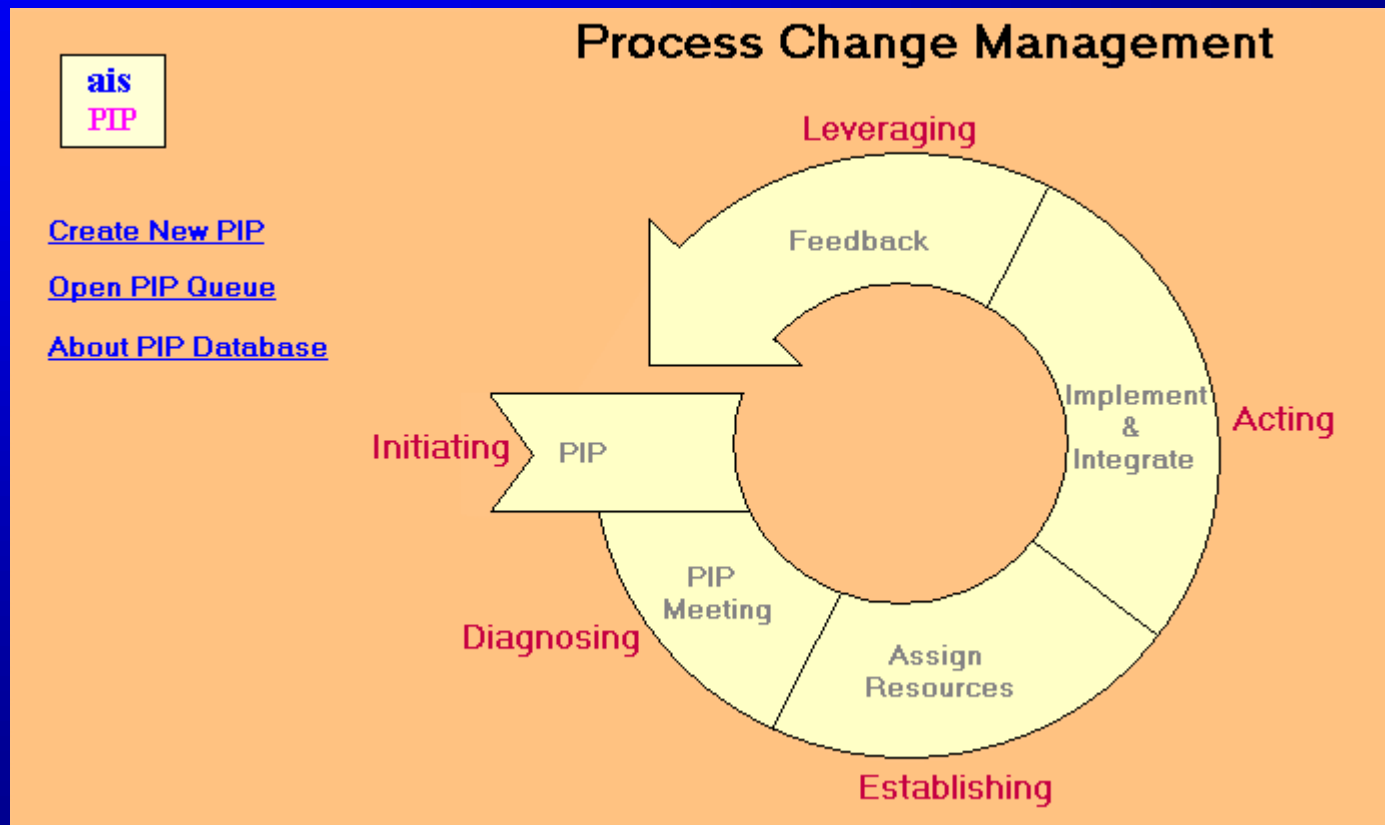 Process Change Management
ais
PIP
Create New PIP
Open PIP Queue
About PIP Database
Leveraging
Feedback
Implement
&
Integrate
Acting
Initiating
PIP
PIP
Meeting
Diagnosing
Assign
Resources
Establishing